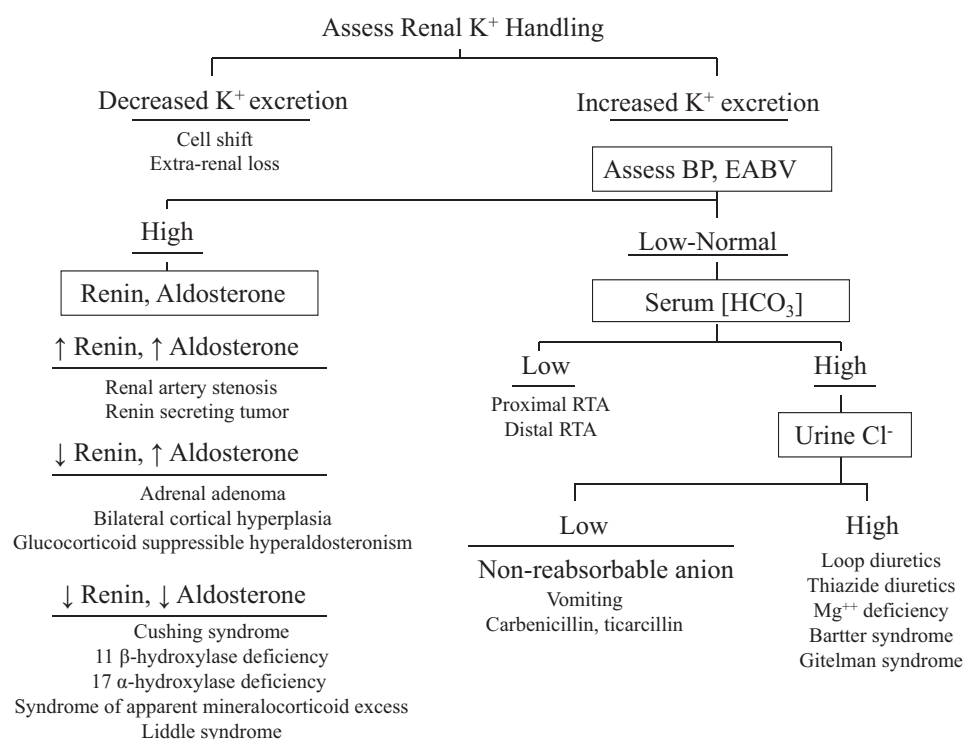 Assess Renal K⁺ Handling
Decreased K⁺ excretion
Cell shift
Extra-renal loss
Increased K⁺ excretion
Assess BP, EABV
High
Renin, Aldosterone
↑ Renin, ↑ Aldosterone
Renal artery stenosis
Renin secreting tumor
↓ Renin, ↑ Aldosterone
Adrenal adenoma
Bilateral cortical hyperplasia
Glucocorticoid suppressible hyperaldosteronism
↓ Renin, ↓ Aldosterone
Cushing syndrome
11 β-hydroxylase deficiency
17 α-hydroxylase deficiency
Syndrome of apparent mineralocorticoid excess
Liddle syndrome
Low-Normal
Serum [HCO₃]
Low
Proximal RTA
Distal RTA
High
Urine Cl⁻
Low
Non-reabsorbable anion
Vomiting
Carbenicillin, ticarcillin
High
Loop diuretics
Thiazide diuretics
Mg⁺⁺ deficiency
Bartter syndrome
Gitelman syndrome